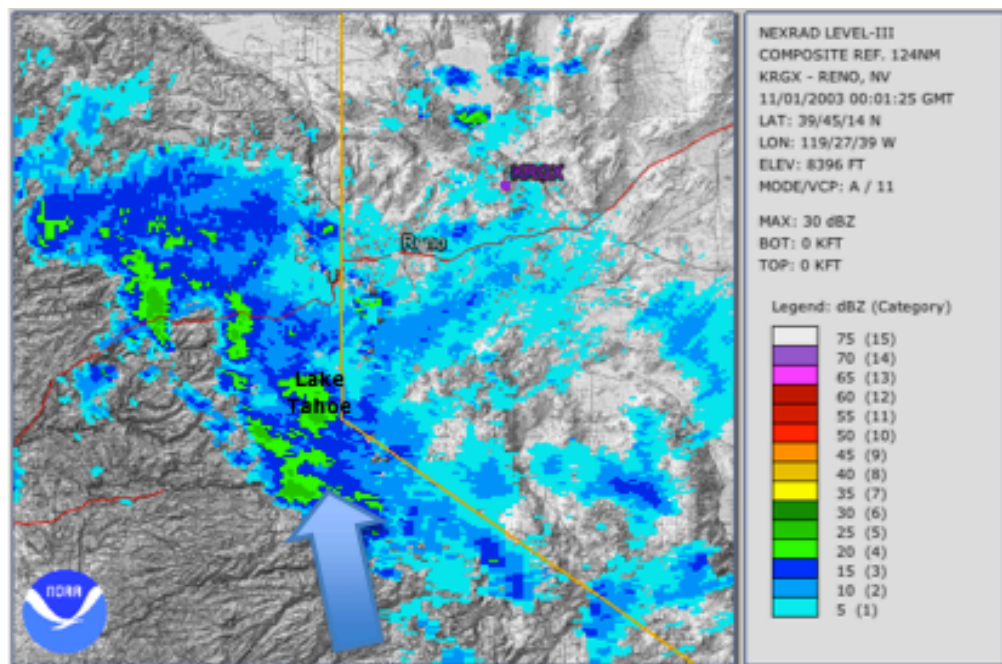 KRGX
Reno
Lake
Tahoe
NOAA
NEXRAD LEVEL-III
COMPOSITE REF. 124NM
KRGX - RENO, NV
11/01/2003 00:01:25 GMT
LAT: 39/45/14 N
LON: 119/27/39 W
ELEV: 8396 FT
MODE/VCP: A / 11
MAX: 30 dBZ
BOT: 0 KFT
TOP: 0 KFT
Legend: dBZ (Category)
75 (15)
70 (14)
65 (13)
60 (12)
55 (11)
50 (10)
45 (9)
40 (8)
35 (7)
30 (6)
25 (5)
20 (4)
15 (3)
10 (2)
5 (1)